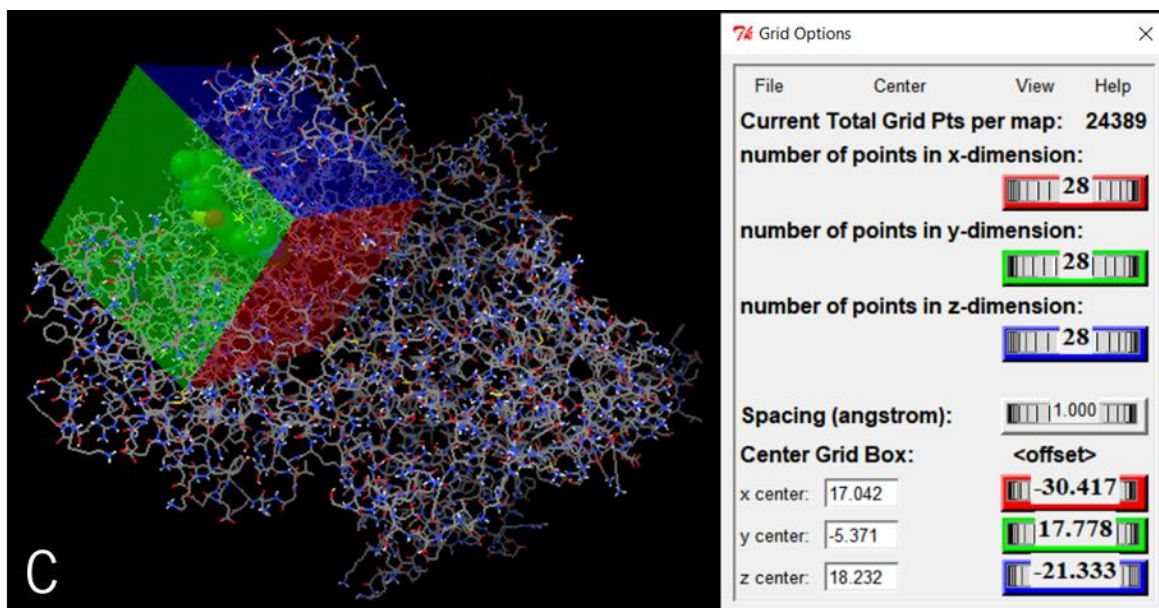 7% Grid Options
File Center View Help
Current Total Grid Pts per map: 24389
number of points in x-dimension:
28
number of points in y-dimension:
28
number of points in z-dimension:
28
Spacing (angstrom): 1.000
Center Grid Box: <offset>
x center: 17.042 -30.417
y center: -5.371 17.778
z center: 18.232 -21.333
C